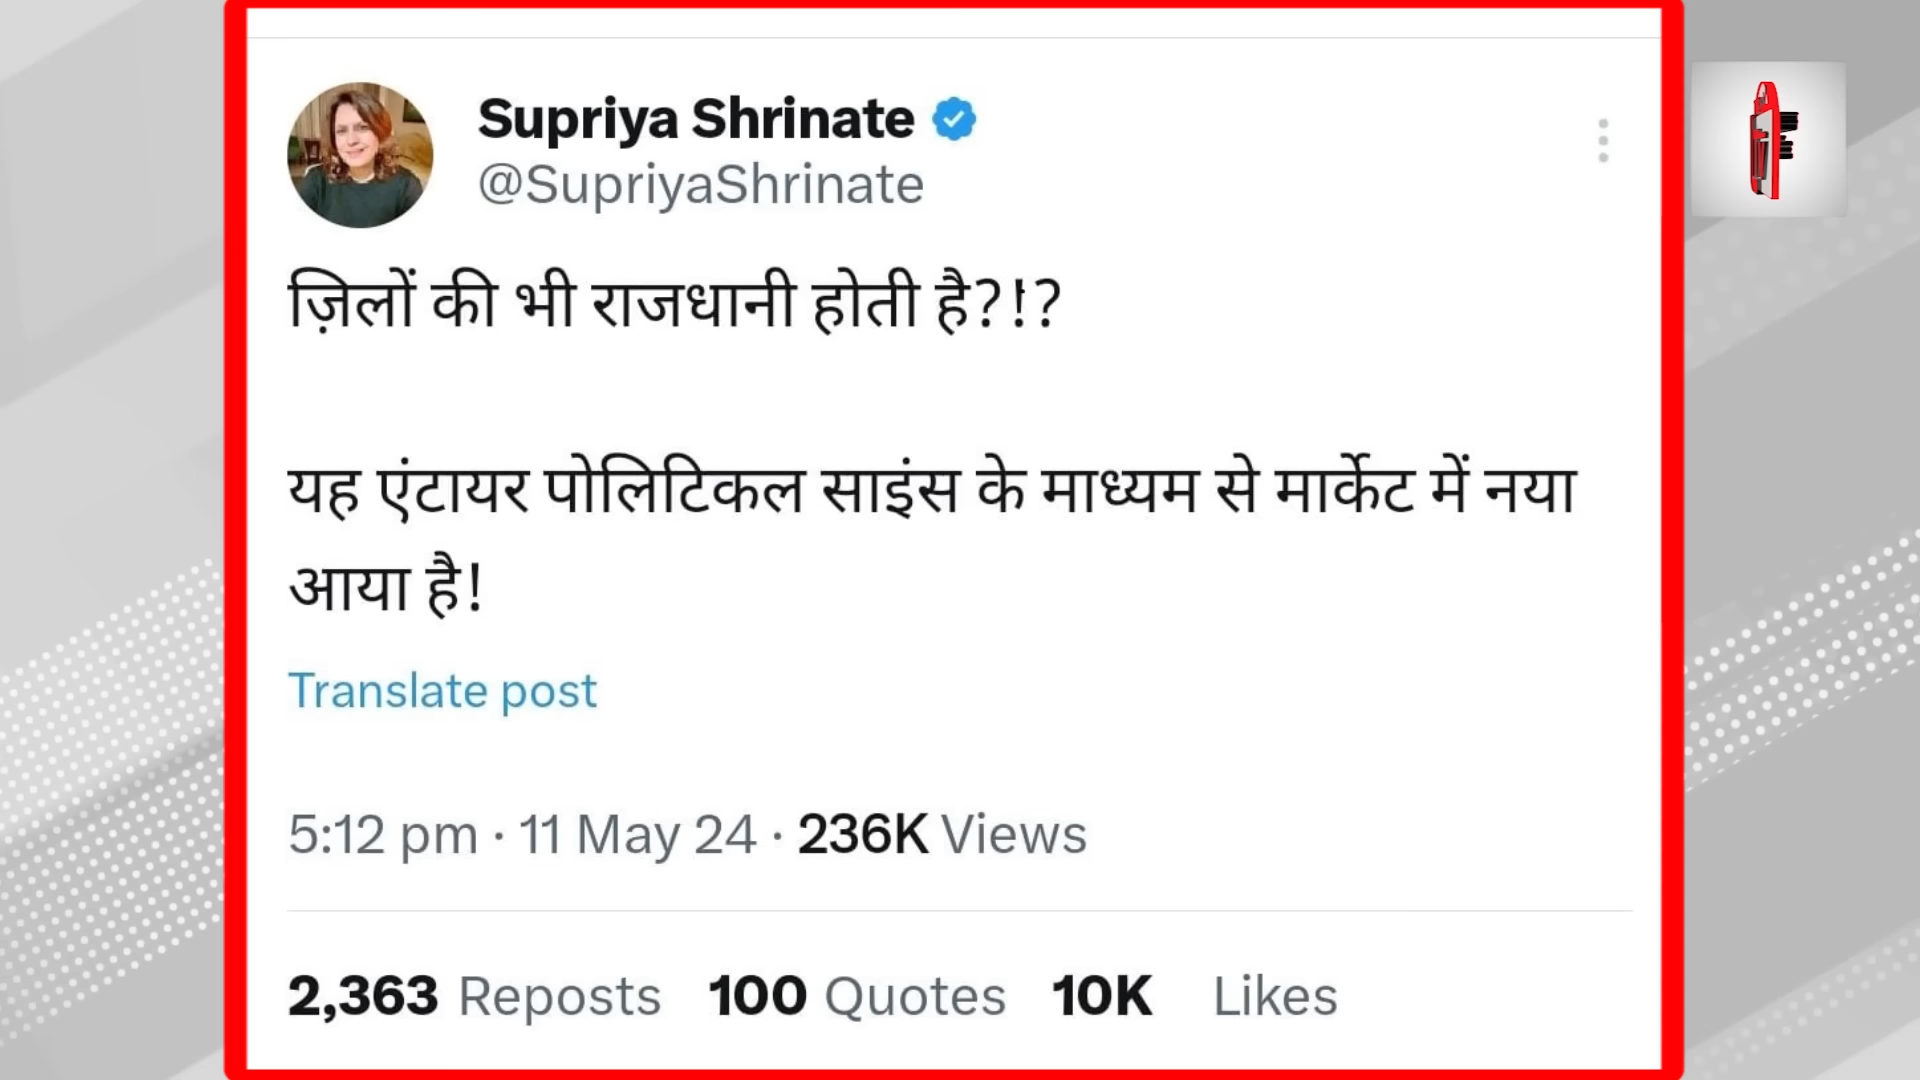 Supriya Shrinate
@SupriyaShrinate
ज़िलों की भी राजधानी होती है?!?
यह एंटायर पोलिटिकल साइंस के माध्यम से मार्केट में नया
आया है!
Translate post
5:12 pm · 11 May 24 · 236K Views
2,363 Reposts 100 Quotes 10K Likes